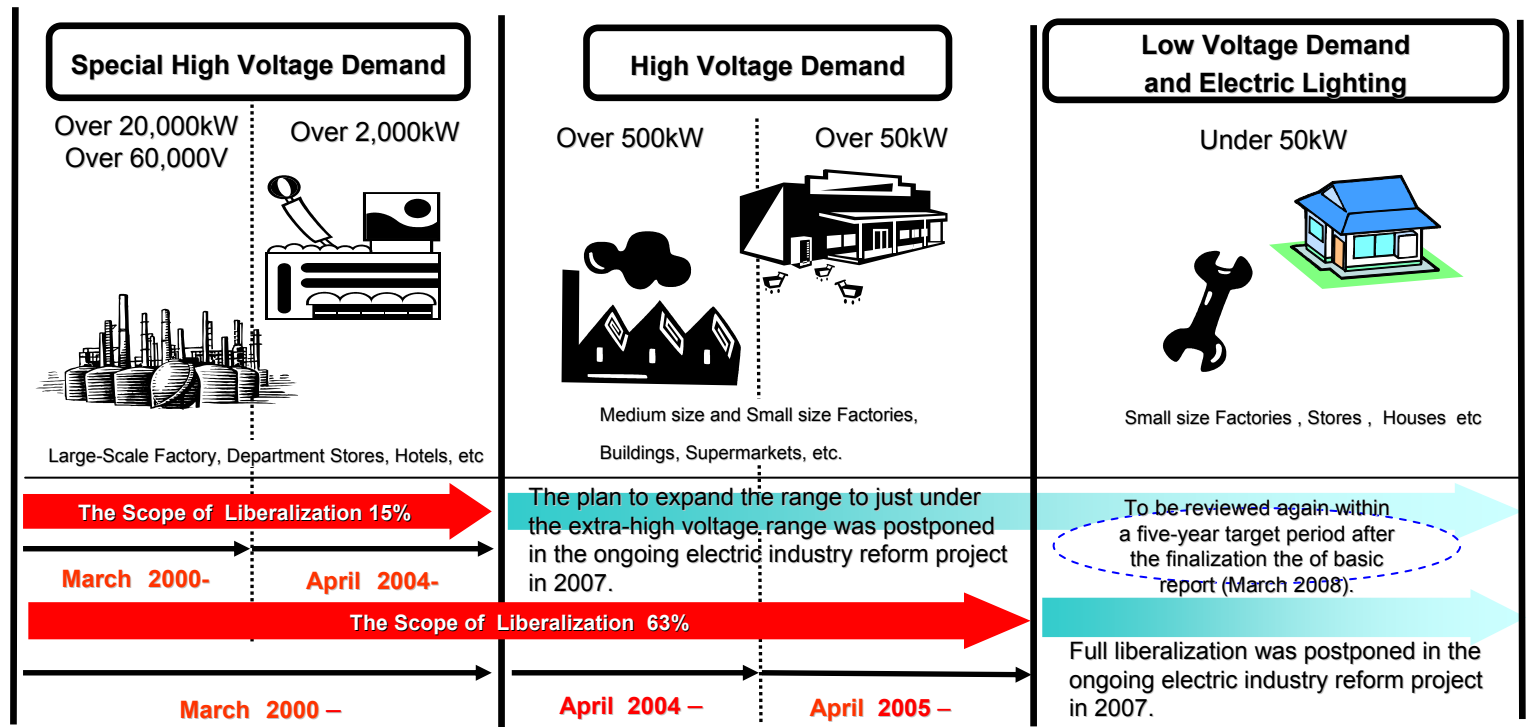 Special High Voltage Demand
Over 20,000kW
Over 60,000V
Over 2,000kW
Large-Scale Factory, Department Stores, Hotels, etc
High Voltage Demand
Over 500kW
Over 50kW
Medium size and Small size Factories,
Buildings, Supermarkets, etc.
Low Voltage Demand
and Electric Lighting
Under 50kW
Small size Factories , Stores , Houses etc
The Scope of Liberalization 15%
March 2000-
April 2004-
The plan to expand the range to just under
the extra-high voltage range was postponed
in the ongoing electric industry reform project
in 2007.
To be reviewed again within
a five-year target period after
the finalization the of basic
report (March 2008).
The Scope of Liberalization 63%
March 2000 –
April 2004 –
April 2005 –
Full liberalization was postponed in the
ongoing electric industry reform project
in 2007.